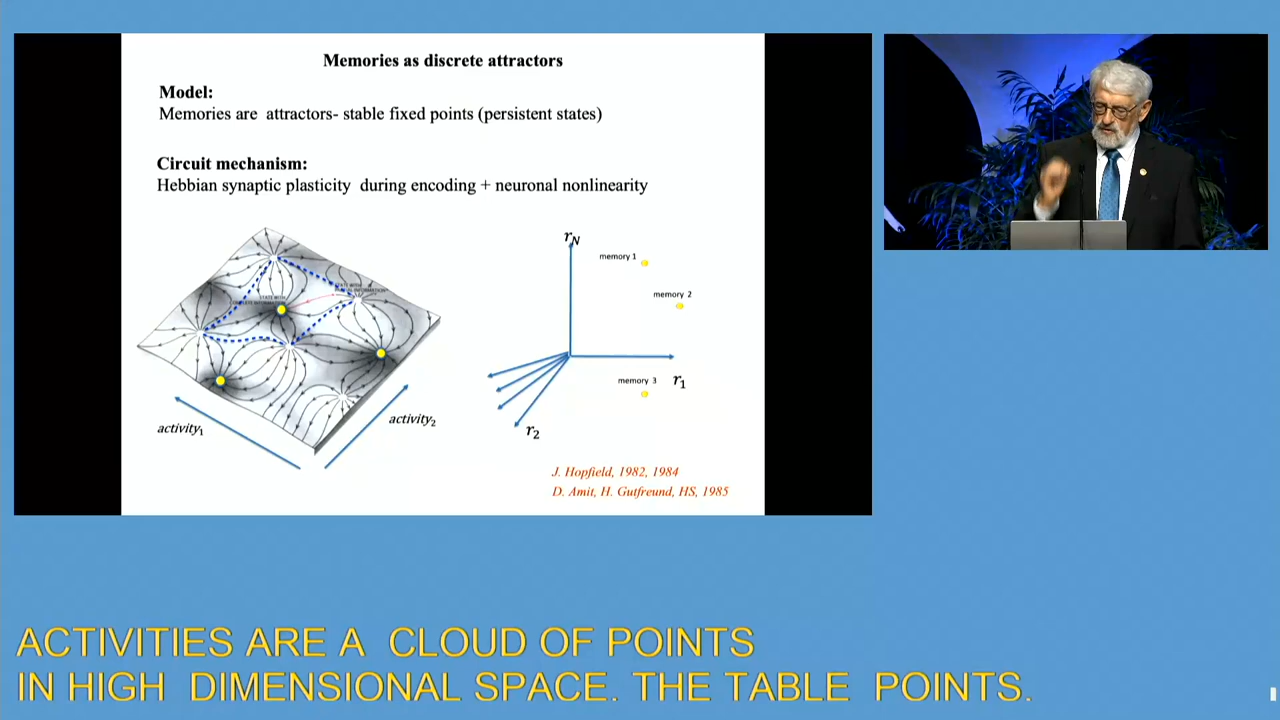 Memories as discrete attractors
Model:
Memories are attractors- stable fixed points (persistent states)
Circuit mechanism:
Hebbian synaptic plasticity during encoding + neuronal nonlinearity
activity1
activity2
rN
memory 1
memory 2
memory 3
r1
r2
J. Hopfield, 1982, 1984
D. Amit, H. Gutfreund, HS, 1985
ACTIVITIES ARE A CLOUD OF POINTS
IN HIGH DIMENSIONAL SPACE. THE TABLE POINTS.